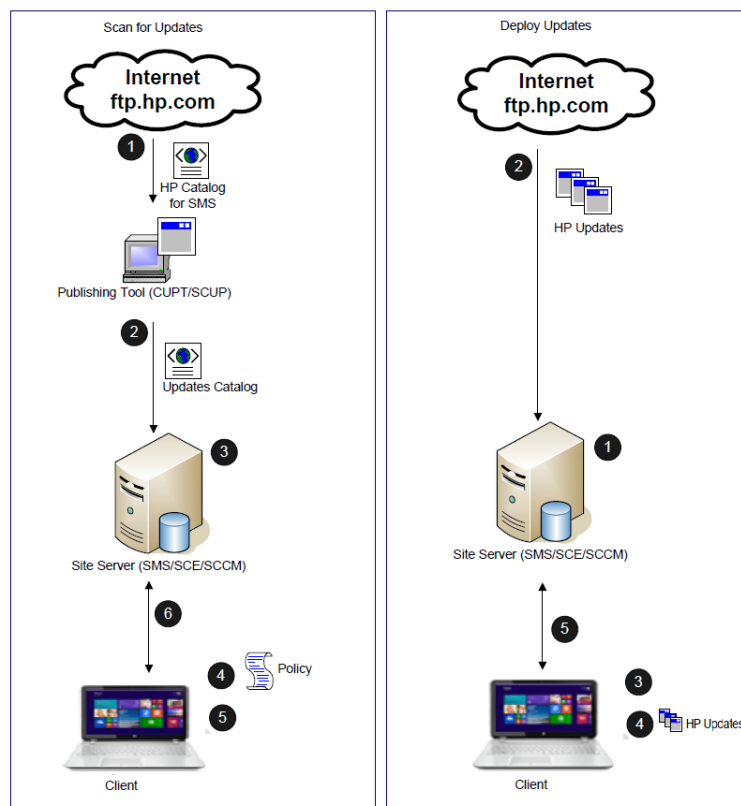 Scan for Updates
Internet
ftp.hp.com
1
HP Catalog
for SMS
Publishing Tool (CUPT/SCUP)
2
Updates Catalog
3
Site Server (SMS/SCE/SCCM)
6
4
Policy
5
Client
Deploy Updates
Internet
ftp.hp.com
2
HP Updates
1
Site Server (SMS/SCE/SCCM)
5
3
4
HP Updates
Client